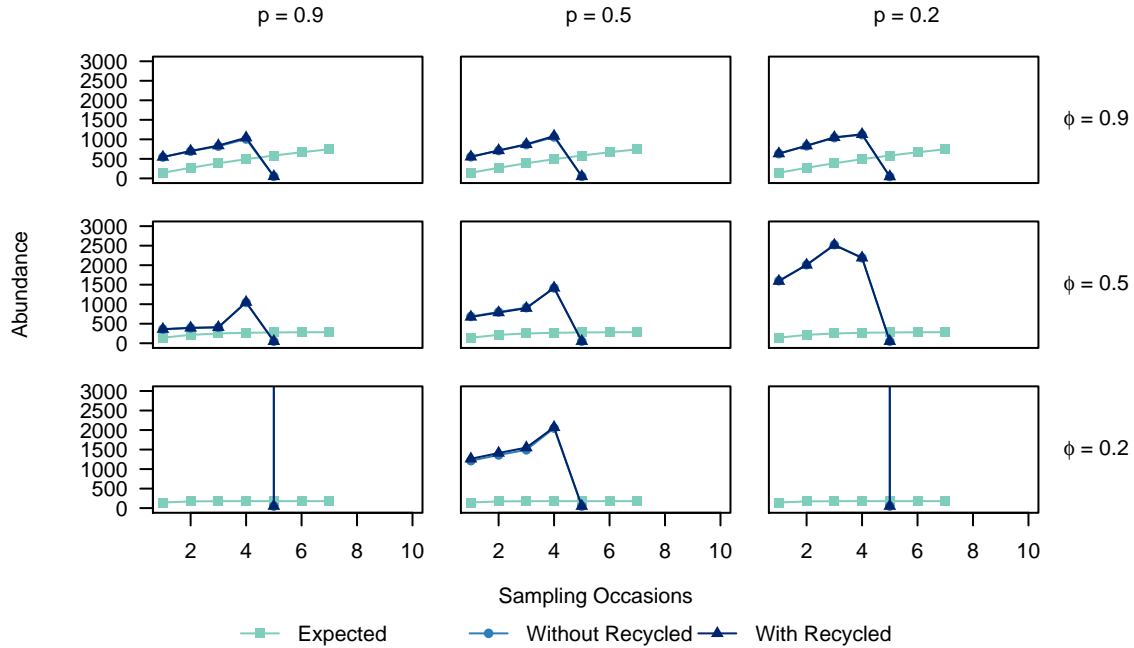 p = 0.9 p = 0.5 p = 0.2
3000
2500
2000
1500
1000
500
0
ϕ = 0.9
3000
2500
2000
1500
1000
500
0
ϕ = 0.5
Abundance
3000
2500
2000
1500
1000
500
0
ϕ = 0.2
2 4 6 8 10 2 4 6 8 10 2 4 6 8 10
Sampling Occasions
Expected Without Recycled With Recycled